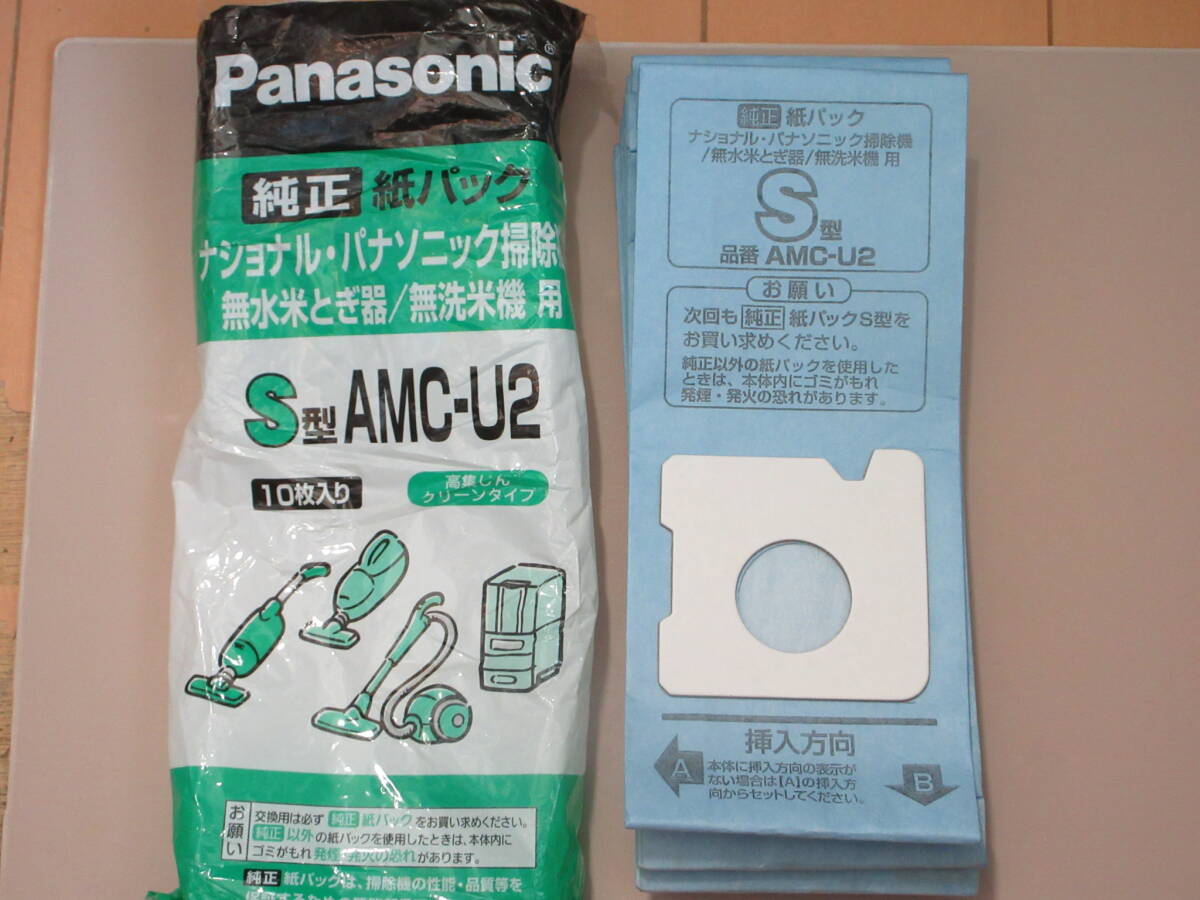 Panasonic®
純正 紙パック
ナショナル・パナソニック掃除
無水米とぎ器/無洗米機 用
S型 AMC-U2
10枚入り
高集じん
クリーンタイプ
お願い
交換用は必ず 純正 紙パック をお買い求めください。
純正 以外の紙パックを使用したときは、本体内に
ゴミがもれ 発煙・発火の恐れがあります。
純正 紙パックは、掃除機の性能・品質等を
純正 紙パック
ナショナル・パナソニック掃除機
/無水米とぎ器/無洗米機 用
S型
品番 AMC-U2
お願い
次回も 純正 紙パックS型を
お買い求めください。
純正以外の紙パックを使用した
ときは、本体内にゴミがもれ
発煙・発火の恐れがあります。
挿入方向
A
本体に挿入方向の表示が
ない場合は【A】の挿入方
向からセットしてください。
B